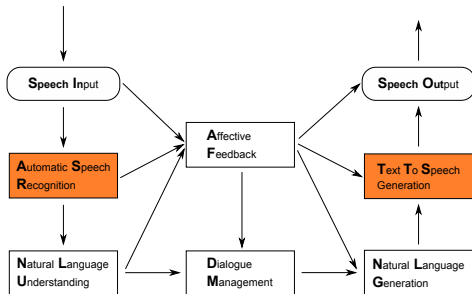 Speech Input
Speech Output
Affective
Feedback
Automatic Speech
Recognition
Text To Speech
Generation
Natural Language
Understanding
Dialogue
Management
Natural Language
Generation